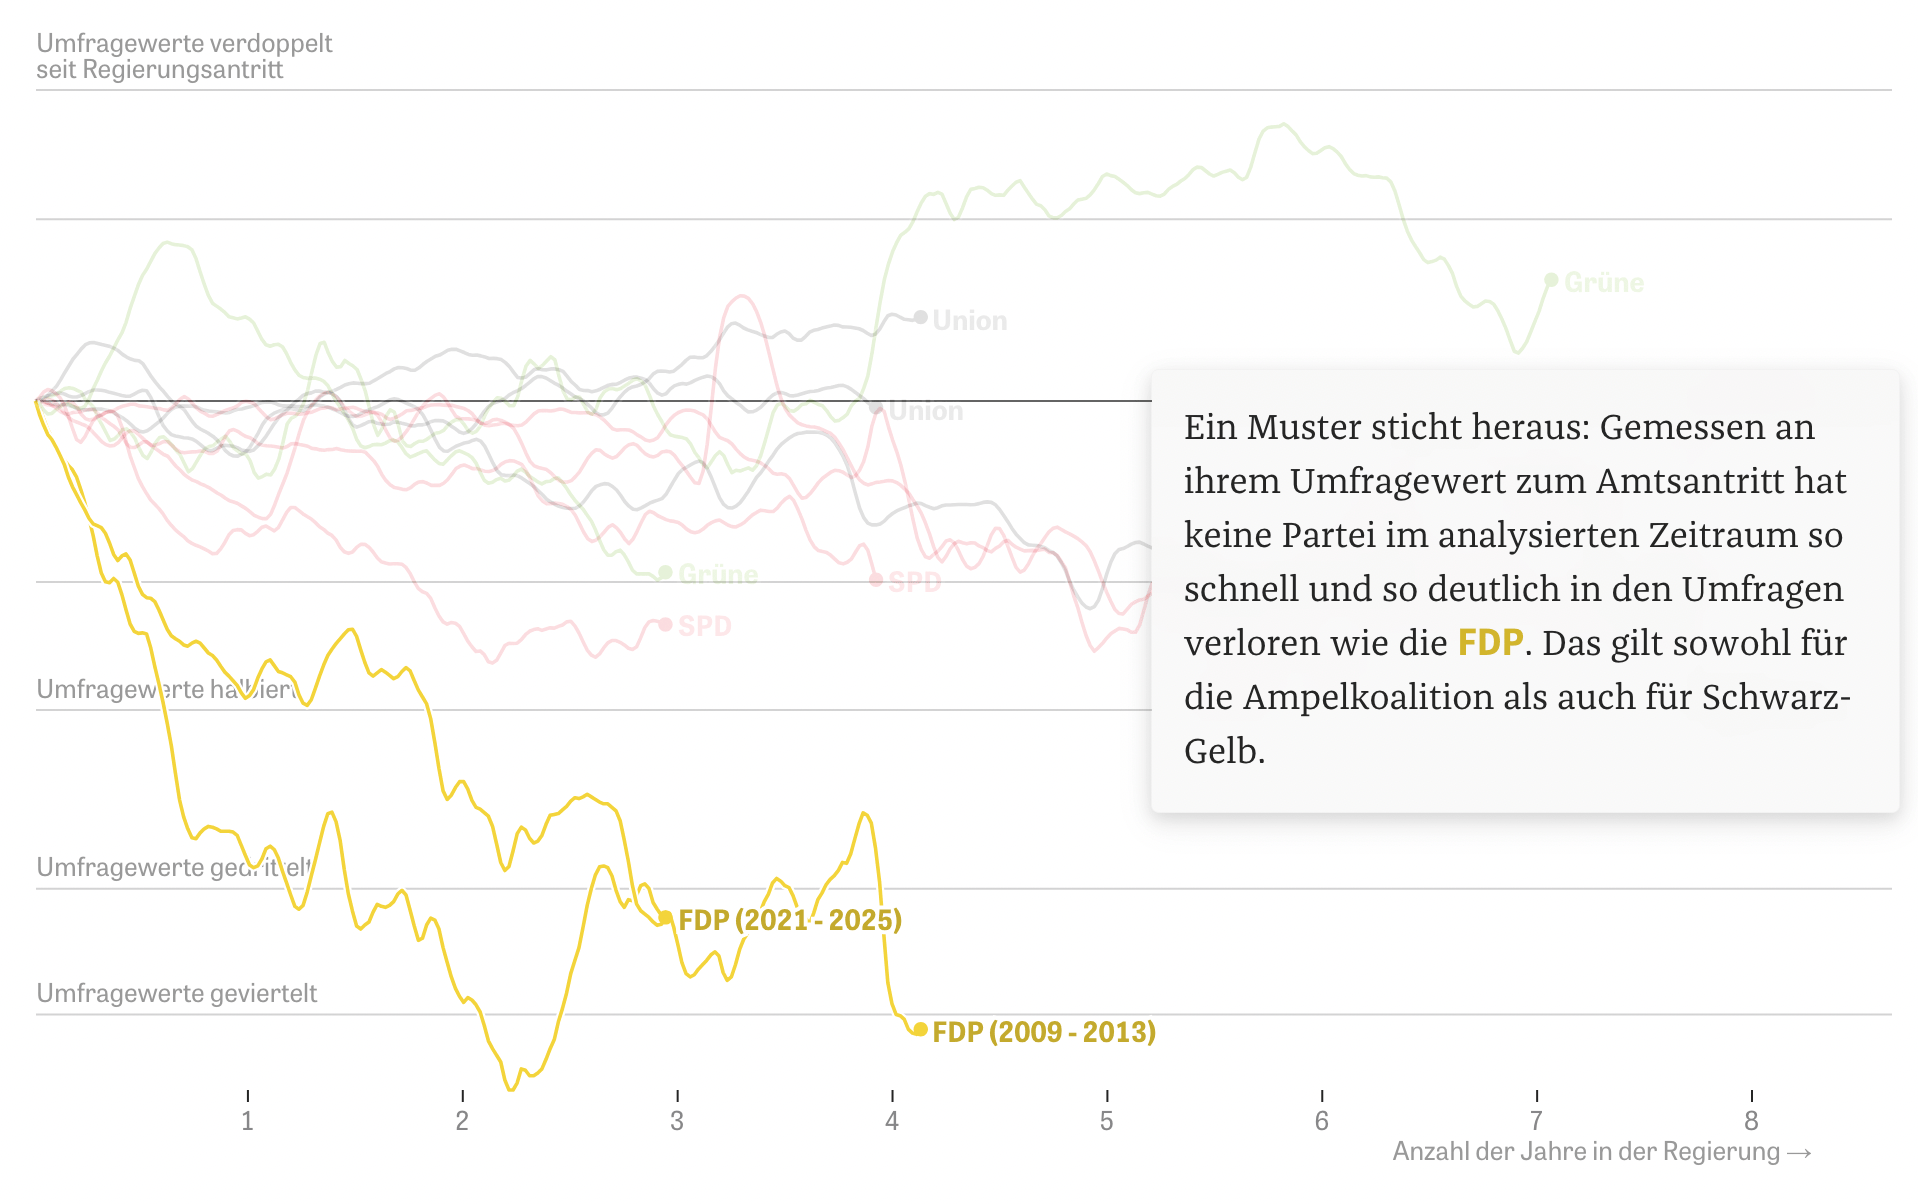 Umfragewerte verdoppelt
seit Regierungsantritt
Grüne
Union
Union
Ein Muster sticht heraus: Gemessen an
ihrem Umfragewert zum Amtsantritt hat
keine Partei im analysierten Zeitraum so
schnell und so deutlich in den Umfragen
verloren wie die FDP. Das gilt sowohl für
die Ampelkoalition als auch für Schwarz-
Gelb.
Grüne
SPD
SPD
Umfragewerte halbiert
Umfragewerte gedrittelt
FDP (2021 - 2025)
Umfragewerte geviertelt
FDP (2009 - 2013)
1 2 3 4 5 6 7 8
Anzahl der Jahre in der Regierung →